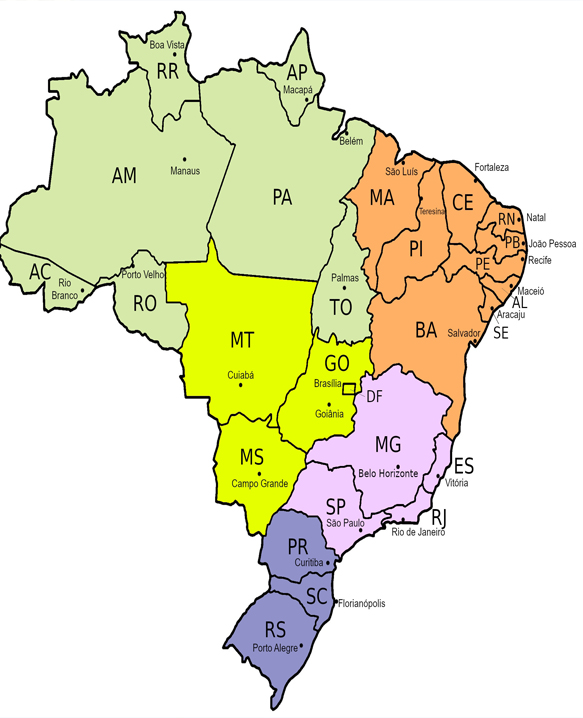 Boa Vista
RR
AP
Macapá
Belém
AM
Manaus
PA
São Luís
MA
Teresina
Fortaleza
CE
RN
Natal
PB
João Pessoa
PI
PE
Recife
Maceió
AL
Aracaju
SE
AC
Rio
Branco
Porto Velho
RO
Palmas
TO
BA
Salvador
MT
Cuiabá
GO
Brasília
DF
Goiânia
MS
Campo Grande
MG
Belo Horizonte
ES
Vitória
SP
São Paulo
RJ
Rio de Janeiro
PR
Curitiba
SC
Florianópolis
RS
Porto Alegre